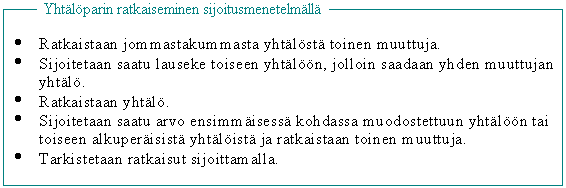 Yhtälöparin ratkaiseminen sijoitusmenetelmällä
• Ratkaistaan jommastakummasta yhtälöstä toinen muuttuja.
• Sijoitetaan saatu lauseke toiseen yhtälöön, jolloin saadaan yhden muuttujan
yhtälö.
• Ratkaistaan yhtälö.
• Sijoitetaan saatu arvo ensimmäisessä kohdassa muodostettuun yhtälöön tai
toiseen alkuperäisistä yhtälöistä ja ratkaistaan toinen muuttuja.
• Tarkistetaan ratkaisut sijoittamalla.